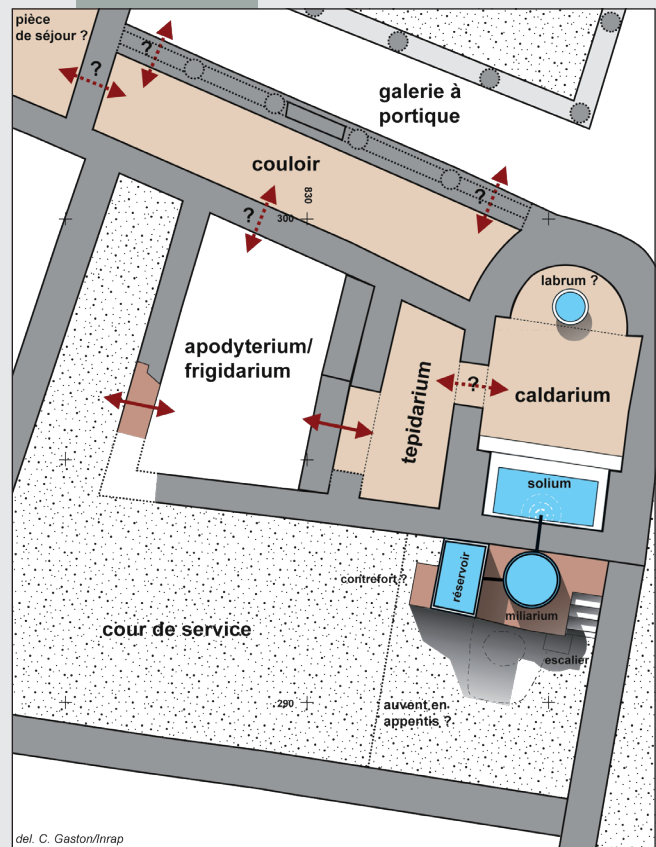 pièce
de séjour ?
?
?
galerie à
portique
couloir
830
300
?
?
labrum ?
apodyterium/
frigidarium
tepidarium
?
caldarium
solium
réservoir
contrefort ?
miliarium
cour de service
escalier
290
auvent en
appentis ?
del. C. Gaston/Inrap